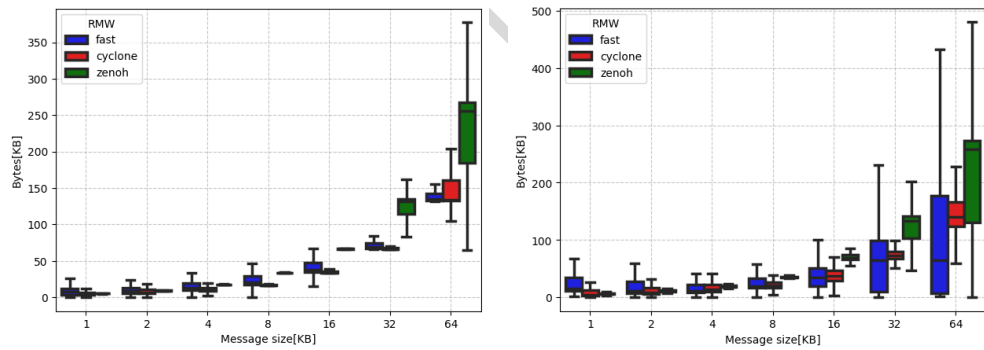 RMW
fast
cyclone
zenoh
350
300
250
200
150
100
50
0
Bytes[KB]
1 2 4 8 16 32 64
Message size[KB]
RMW
fast
cyclone
zenoh
500
400
300
200
100
0
Bytes[KB]
1 2 4 8 16 32 64
Message size[KB]